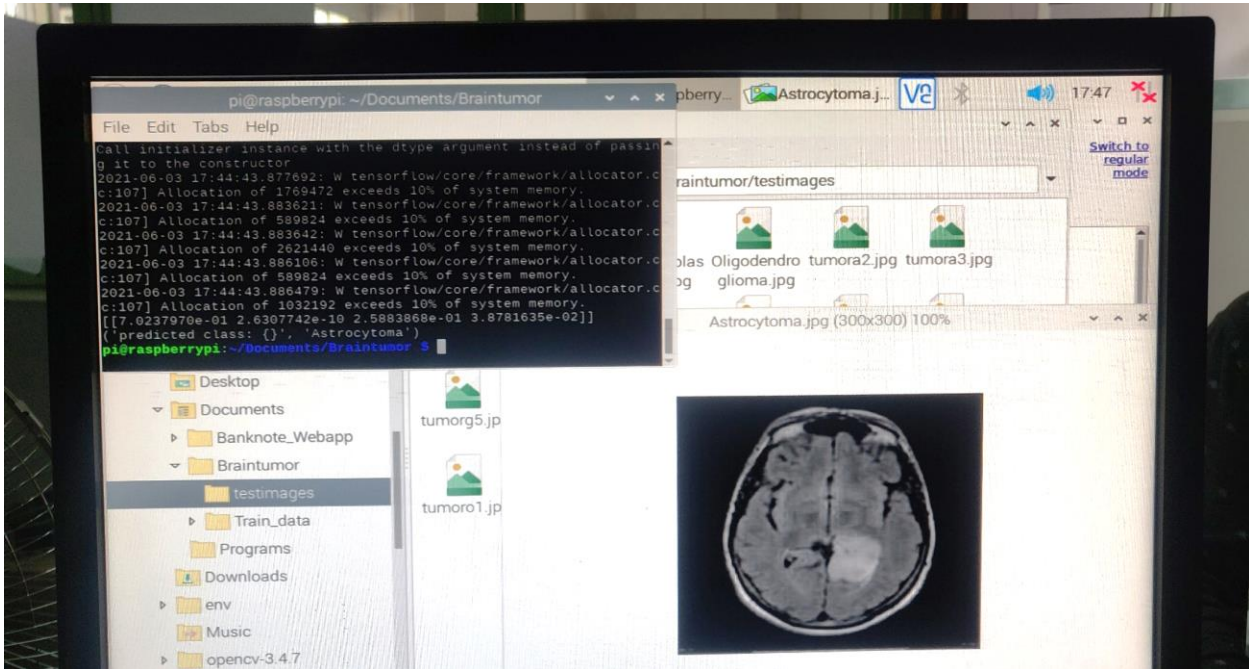 pi@raspberrypi: ~/Documents/Braintumor
File Edit Tabs Help
Call initializer instance with the dtype argument instead of passin
g it to the constructor
2021-06-03 17:44:43.877692: W tensorflow/core/framework/allocator.c
c:107] Allocation of 1769472 exceeds 10% of system memory.
2021-06-03 17:44:43.883621: W tensorflow/core/framework/allocator.c
c:107] Allocation of 589824 exceeds 10% of system memory.
2021-06-03 17:44:43.883642: W tensorflow/core/framework/allocator.c
c:107] Allocation of 2621440 exceeds 10% of system memory.
2021-06-03 17:44:43.886106: W tensorflow/core/framework/allocator.c
c:107] Allocation of 589824 exceeds 10% of system memory.
2021-06-03 17:44:43.886479: W tensorflow/core/framework/allocator.c
c:107] Allocation of 1032192 exceeds 10% of system memory.
[[7.0237970e-01 2.6307742e-10 2.5883868e-01 3.8781635e-02]]
('predicted class: {}', 'Astrocytoma')
pi@raspberrypi:~/Documents/Braintumor $
pberry...
Astrocytoma.j...
V2
17:47
Switch to
regular
mode
raintumor/testimages
plas Oligodendro tumora2.jpg tumora3.jpg
pg glioma.jpg
Astrocytoma.jpg (300x300) 100%
Desktop
Documents
Banknote_Webapp
Braintumor
testimages
Train_data
Programs
Downloads
env
Music
opencv-3.4.7
tumorg5.jp
tumoro1.jp